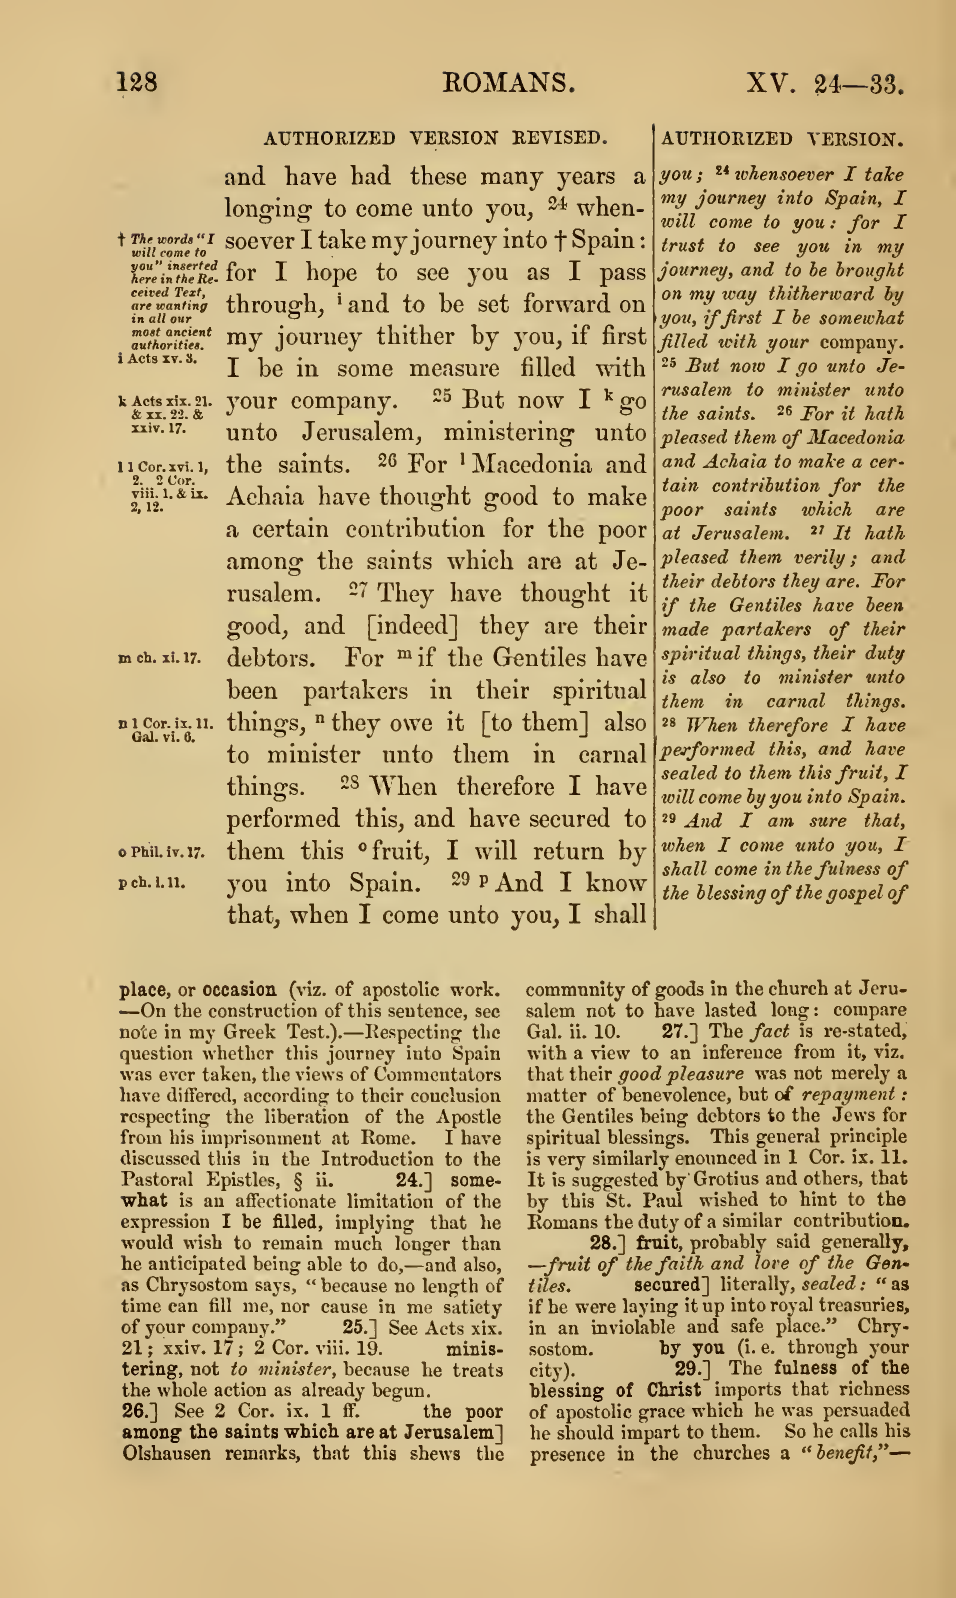 128 ROMANS. XV. 24—33.
AUTHORIZED VERSION REVISED.
and have had these many years a
longing to come unto you, 24 when-
soever I take my journey into † Spain :
for I hope to see you as I pass
through, i and to be set forward on
my journey thither by you, if first
I be in some measure filled with
your company. 25 But now I k go
unto Jerusalem, ministering unto
the saints. 26 For l Macedonia and
Achaia have thought good to make
a certain contribution for the poor
among the saints which are at Je-
rusalem. 27 They have thought it
good, and [indeed] they are their
debtors. For m if the Gentiles have
been partakers in their spiritual
things, n they owe it [to them] also
to minister unto them in carnal
things. 28 When therefore I have
performed this, and have secured to
them this o fruit, I will return by
you into Spain. 29 p And I know
that, when I come unto you, I shall
† The words "I
will come to
you" inserted
here in the Re-
ceived Text,
are wanting
in all our
most ancient
authorities.
i Acts xv. 3.
k Acts xix. 21.
& xx. 22. &
xxiv. 17.
l 1 Cor. xvi. 1,
2. 2 Cor.
viii. 1. & ix.
2, 12.
m ch. xi. 17.
n 1 Cor. ix. 11.
Gal. vi. 6.
o Phil. iv. 17.
p ch. i. 11.
AUTHORIZED VERSION.
you ; 24 whensoever I take
my journey into Spain, I
will come to you : for I
trust to see you in my
journey, and to be brought
on my way thitherward by
you, if first I be somewhat
filled with your company.
25 But now I go unto Je-
rusalem to minister unto
the saints. 26 For it hath
pleased them of Macedonia
and Achaia to make a cer-
tain contribution for the
poor saints which are
at Jerusalem. 27 It hath
pleased them verily ; and
their debtors they are. For
if the Gentiles have been
made partakers of their
spiritual things, their duty
is also to minister unto
them in carnal things.
28 When therefore I have
performed this, and have
sealed to them this fruit, I
will come by you into Spain.
29 And I am sure that,
when I come unto you, I
shall come in the fulness of
the blessing of the gospel of
place, or occasion (viz. of apostolic work.
—On the construction of this sentence, see
note in my Greek Test.).—Respecting the
question whether this journey into Spain
was ever taken, the views of Commentators
have differed, according to their conclusion
respecting the liberation of the Apostle
from his imprisonment at Rome. I have
discussed this in the Introduction to the
Pastoral Epistles, § ii. 24.] some-
what is an affectionate limitation of the
expression I be filled, implying that he
would wish to remain much longer than
he anticipated being able to do,—and also,
as Chrysostom says, "because no length of
time can fill me, nor cause in me satiety
of your company." 25.] See Acts xix.
21; xxiv. 17; 2 Cor. viii. 19. minis-
tering, not to minister, because he treats
the whole action as already begun.
26.] See 2 Cor. ix. 1 ff. the poor
among the saints which are at Jerusalem]
Olshausen remarks, that this shews the
community of goods in the church at Jeru-
salem not to have lasted long: compare
Gal. ii. 10. 27.] The fact is re-stated,
with a view to an inference from it, viz.
that their good pleasure was not merely a
matter of benevolence, but of repayment :
the Gentiles being debtors to the Jews for
spiritual blessings. This general principle
is very similarly enounced in 1 Cor. ix. 11.
It is suggested by Grotius and others, that
by this St. Paul wished to hint to the
Romans the duty of a similar contribution.
28.] fruit, probably said generally,
—fruit of the faith and love of the Gen-
tiles. secured] literally, sealed : "as
if he were laying it up into royal treasuries,
in an inviolable and safe place." Chry-
sostom. by you (i. e. through your
city). 29.] The fulness of the
blessing of Christ imports that richness
of apostolic grace which he was persuaded
he should impart to them. So he calls his
presence in the churches a "benefit,"—